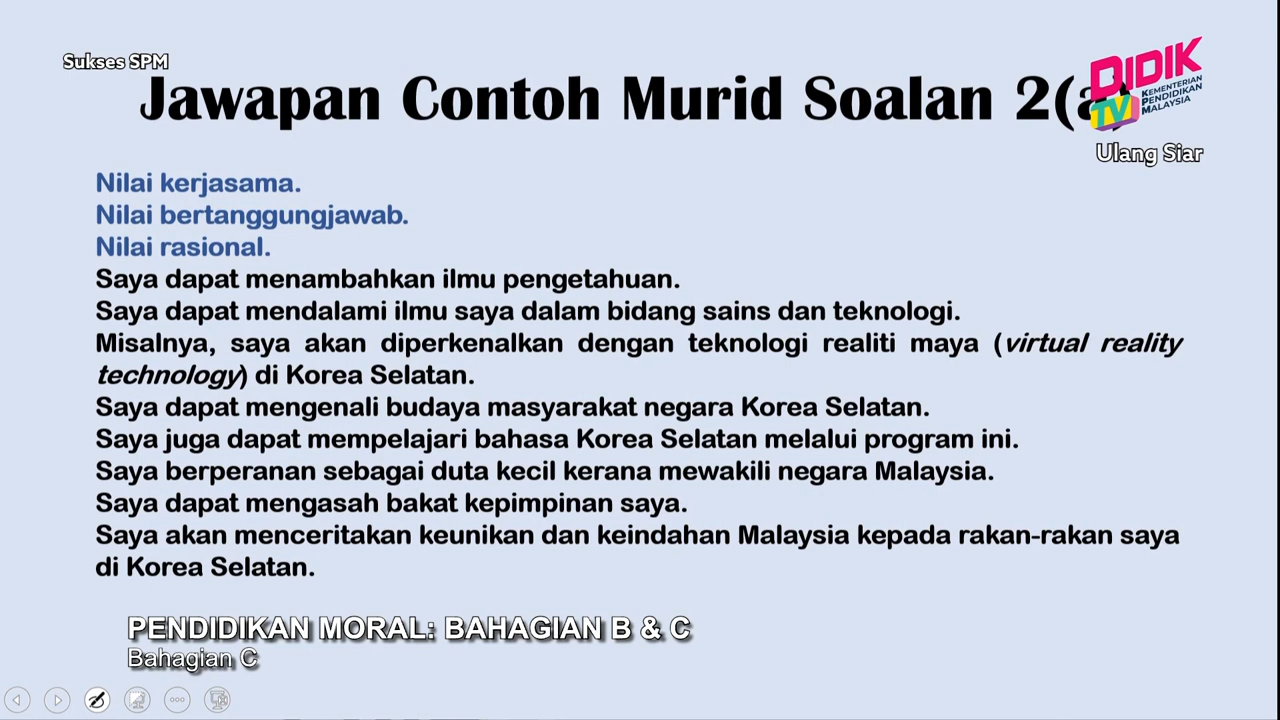 Sukses SPM
Jawapan Contoh Murid Soalan 2(a)
DIDIK
TV
KEMENTERIAN
PENDIDIKAN
MALAYSIA
Ulang Siar
Nilai kerjasama.
Nilai bertanggungjawab.
Nilai rasional.
Saya dapat menambahkan ilmu pengetahuan.
Saya dapat mendalami ilmu saya dalam bidang sains dan teknologi.
Misalnya, saya akan diperkenalkan dengan teknologi realiti maya (virtual reality
technology) di Korea Selatan.
Saya dapat mengenali budaya masyarakat negara Korea Selatan.
Saya juga dapat mempelajari bahasa Korea Selatan melalui program ini.
Saya berperanan sebagai duta kecil kerana mewakili negara Malaysia.
Saya dapat mengasah bakat kepimpinan saya.
Saya akan menceritakan keunikan dan keindahan Malaysia kepada rakan-rakan saya
di Korea Selatan.
PENDIDIKAN MORAL: BAHAGIAN B & C
Bahagian C